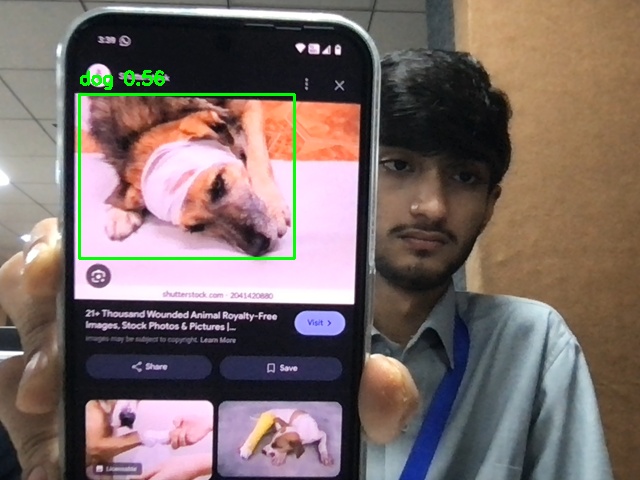 3:39
dog 0.56
shutterstock.com · 2041420880
21+ Thousand Wounded Animal Royalty-Free
Images, Stock Photos & Pictures |...
Visit >
Images may be subject to copyright. Learn More
Share
Save
Licensable